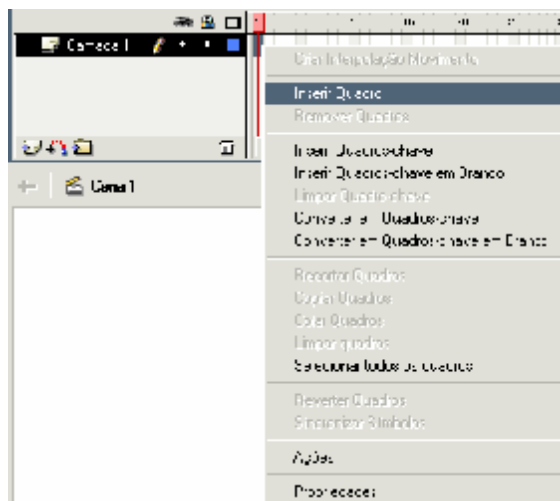 Camada 1
Cena 1
Criar Interpolação Movimento
Inserir Quadro
Remover Quadros
Inserir Quadros-chave
Inserir Quadros-chave em Branco
Limpar Quadro-chave
Converter em Quadros-chave
Converter em Quadros-chave em Branco
Recortar Quadros
Copiar Quadros
Colar Quadros
Limpar quadros
Selecionar todos os quadros
Reverter Quadros
Sincronizar Símbolos
Ações
Propriedades